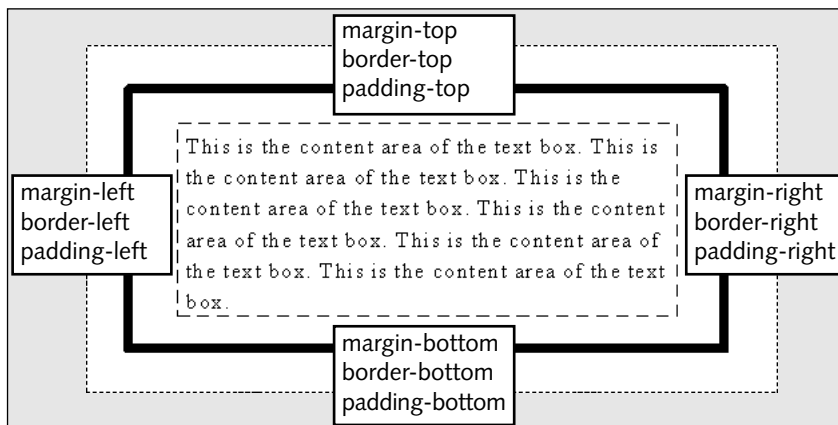 margin-top
border-top
padding-top
This is the content area of the text box. This is
the content area of the text box. This is the
content area of the text box. This is the content
area of the text box. This is the content area of
the text box. This is the content area of the text
box.
margin-left
border-left
padding-left
margin-right
border-right
padding-right
margin-bottom
border-bottom
padding-bottom